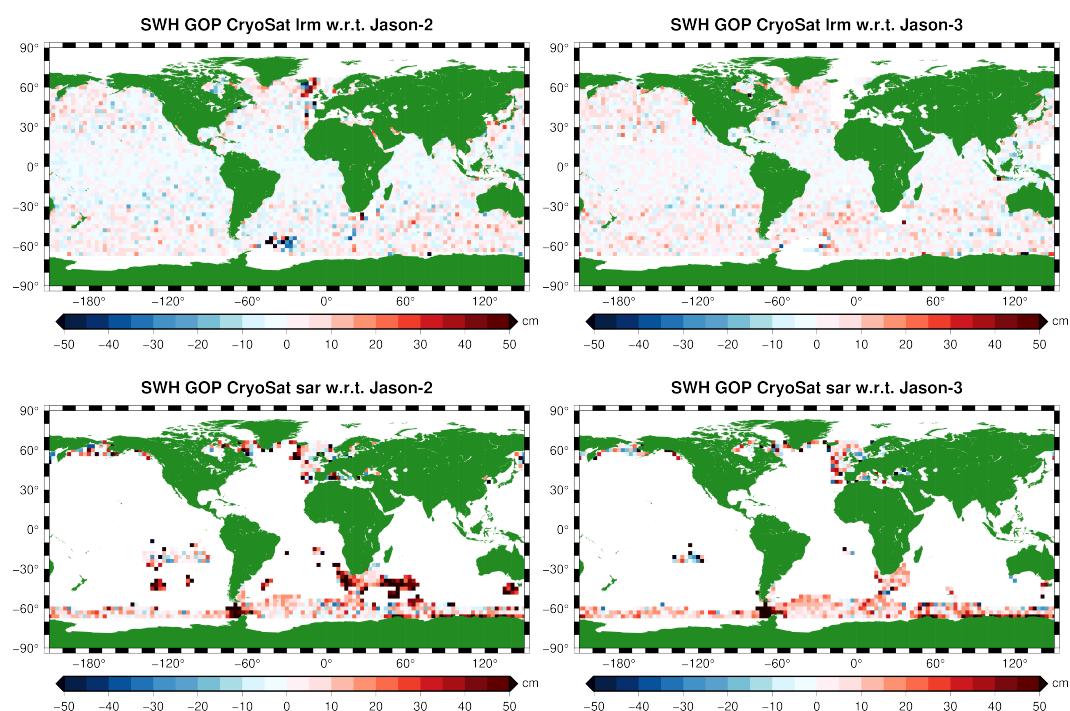 SWH GOP CryoSat lrm w.r.t. Jason-2
90°
60°
30°
0°
−30°
−60°
−90°
−180° −120° −60° 0° 60° 120°
cm
−50 −40 −30 −20 −10 0 10 20 30 40 50
SWH GOP CryoSat lrm w.r.t. Jason-3
90°
60°
30°
0°
−30°
−60°
−90°
−180° −120° −60° 0° 60° 120°
cm
−50 −40 −30 −20 −10 0 10 20 30 40 50
SWH GOP CryoSat sar w.r.t. Jason-2
90°
60°
30°
0°
−30°
−60°
−90°
−180° −120° −60° 0° 60° 120°
cm
−50 −40 −30 −20 −10 0 10 20 30 40 50
SWH GOP CryoSat sar w.r.t. Jason-3
90°
60°
30°
0°
−30°
−60°
−90°
−180° −120° −60° 0° 60° 120°
cm
−50 −40 −30 −20 −10 0 10 20 30 40 50